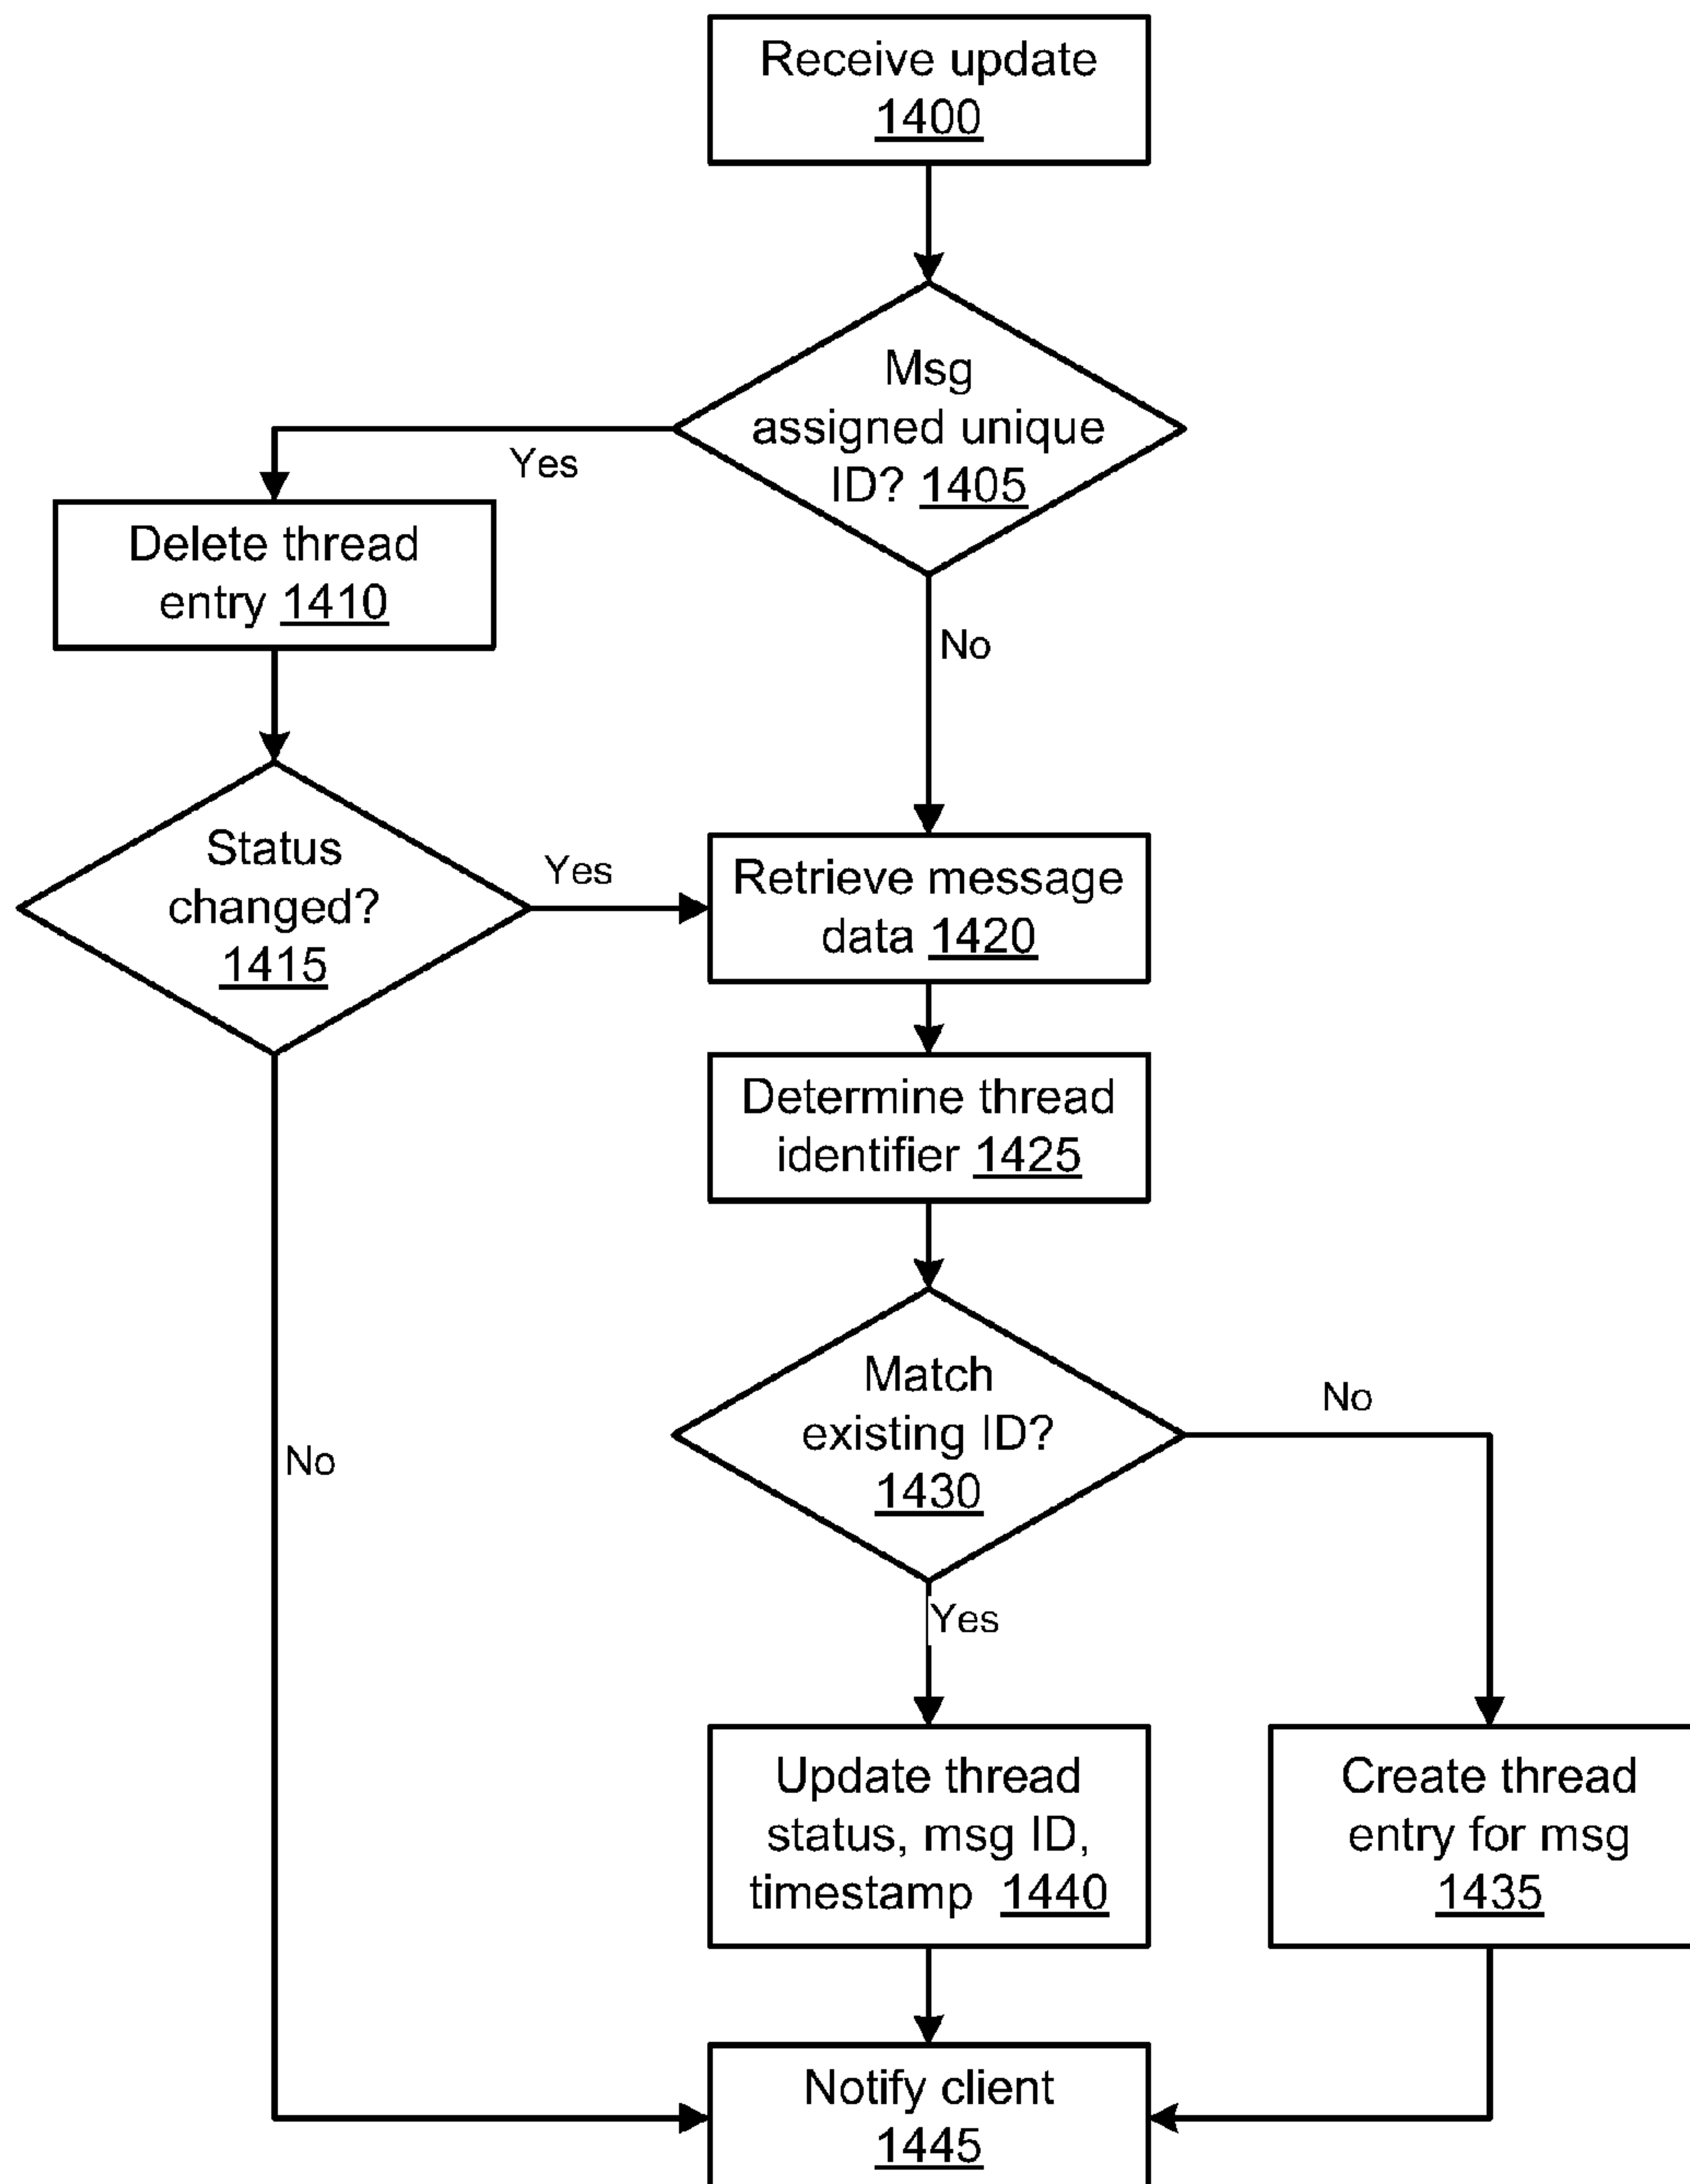 Receive update
1400
Msg
assigned unique
ID? 1405
Yes
No
Delete thread
entry 1410
Status
changed?
1415
Yes
No
Retrieve message
data 1420
Determine thread
identifier 1425
Match
existing ID?
1430
No
Yes
Update thread
status, msg ID,
timestamp 1440
Create thread
entry for msg
1435
Notify client
1445